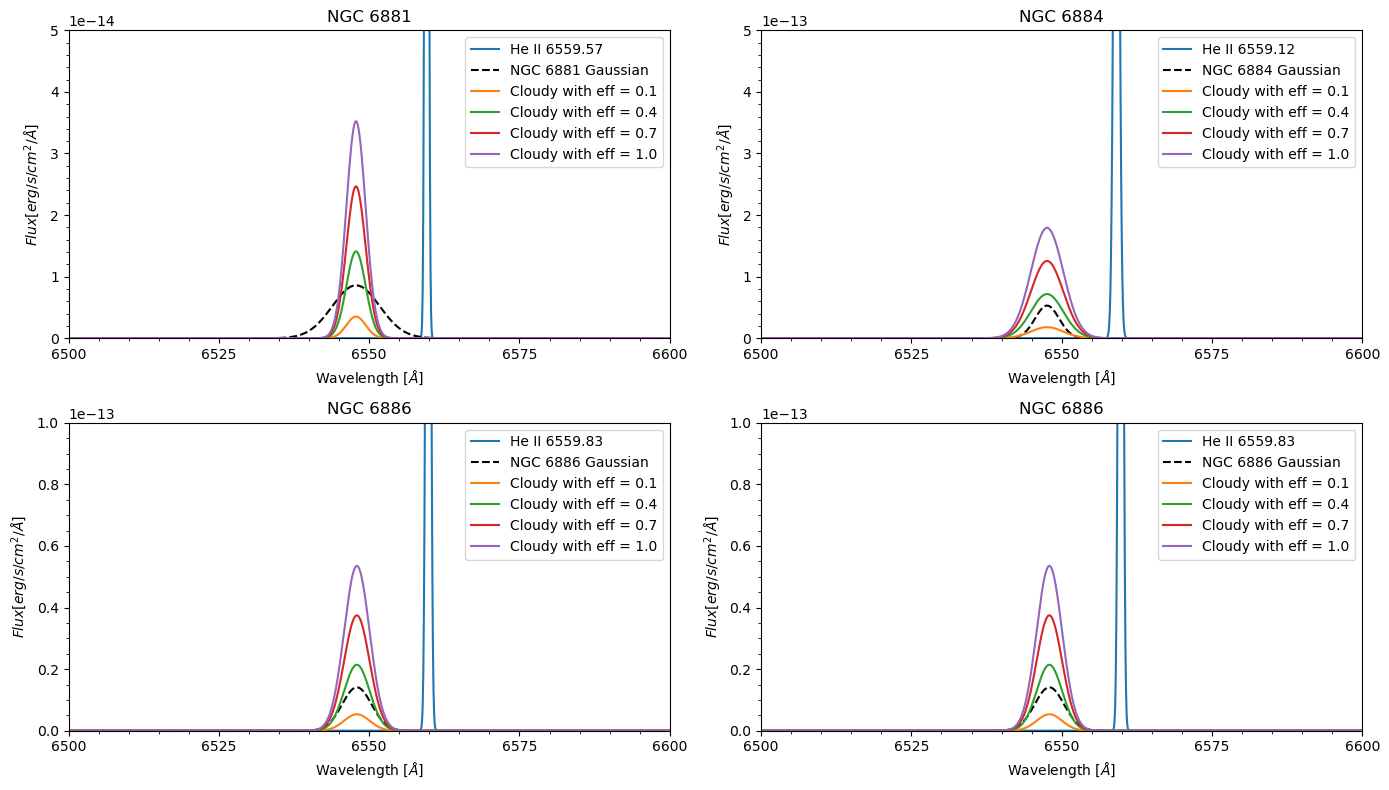 NGC 6881
1e−14
Flux[erg/s/cm²/Å]
5
4
3
2
1
0
He II 6559.57
NGC 6881 Gaussian
Cloudy with eff = 0.1
Cloudy with eff = 0.4
Cloudy with eff = 0.7
Cloudy with eff = 1.0
6500 6525 6550 6575 6600
Wavelength [Å]
NGC 6884
1e−13
Flux[erg/s/cm²/Å]
5
4
3
2
1
0
He II 6559.12
NGC 6884 Gaussian
Cloudy with eff = 0.1
Cloudy with eff = 0.4
Cloudy with eff = 0.7
Cloudy with eff = 1.0
6500 6525 6550 6575 6600
Wavelength [Å]
NGC 6886
1e−13
Flux[erg/s/cm²/Å]
1.0
0.8
0.6
0.4
0.2
0.0
He II 6559.83
NGC 6886 Gaussian
Cloudy with eff = 0.1
Cloudy with eff = 0.4
Cloudy with eff = 0.7
Cloudy with eff = 1.0
6500 6525 6550 6575 6600
Wavelength [Å]
NGC 6886
1e−13
Flux[erg/s/cm²/Å]
1.0
0.8
0.6
0.4
0.2
0.0
He II 6559.83
NGC 6886 Gaussian
Cloudy with eff = 0.1
Cloudy with eff = 0.4
Cloudy with eff = 0.7
Cloudy with eff = 1.0
6500 6525 6550 6575 6600
Wavelength [Å]